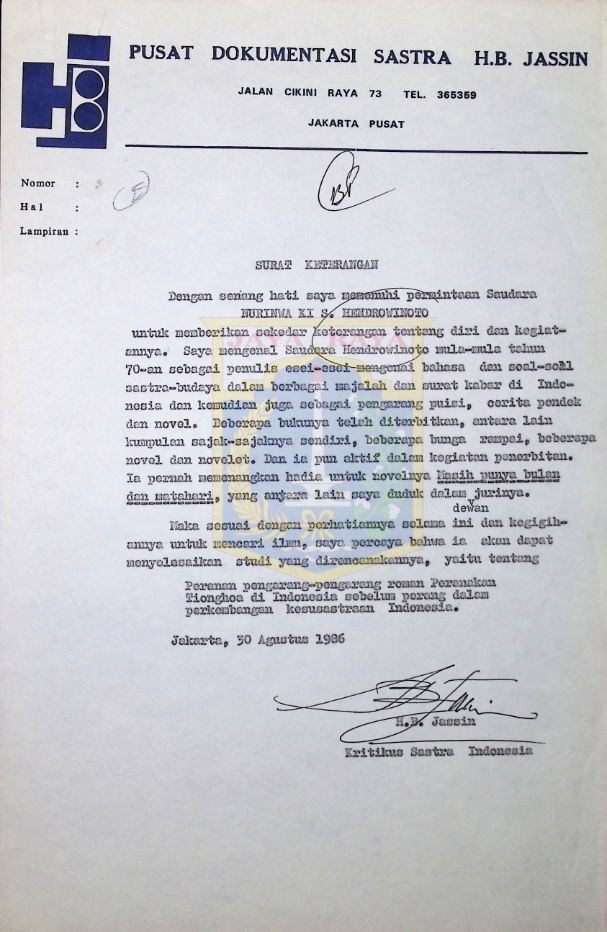 PUSAT DOKUMENTASI SASTRA H.B. JASSIN
JALAN CIKINI RAYA 73 TEL. 365359
JAKARTA PUSAT
Nomor :
Hal :
Lampiran :
SURAT KETERANGAN
Dengan senang hati saya memenuhi permintaan Saudara
NURINWA KI S. HENDROWINOTO
untuk memberikan sekedar keterangan tentang diri dan kegiat-
annya. Saya mengenal Saudara Hendrowinoto mula-mula tahun
70-an sebagai penulis esei-esei mengenai bahasa dan soal-soal
sastra-budaya dalam berbagai majalah dan surat kabar di Indo-
nesia dan kemudian juga sebagai pengarang puisi, cerita pendek
dan novel. Beberapa bukunya telah diterbitkan, antara lain
kumpulan sajak-sajaknya sendiri, beberapa bunga rampai, beberapa
novel dan novelet. Dan ia pun aktif dalam kegiatan penerbitan.
Ia pernah memenangkan hadia untuk novelnya Masih punya bulan
dan matahari, yang antara lain saya duduk dalam jurinya.
dewan
Maka sesuai dengan perhatiannya selama ini dan kegigih-
annya untuk mencari ilmu, saya percaya bahwa ia akan dapat
menyelesaikan studi yang direncanakannya, yaitu tentang
Peranan pengarang-pengarang roman Peranakan
Tionghoa di Indonesia sebelum perang dalam
perkembangan kesusastraan Indonesia.
Jakarta, 30 Agustus 1986
H.B. Jassin
Kritikus Sastra Indonesia
JAYA RAYA